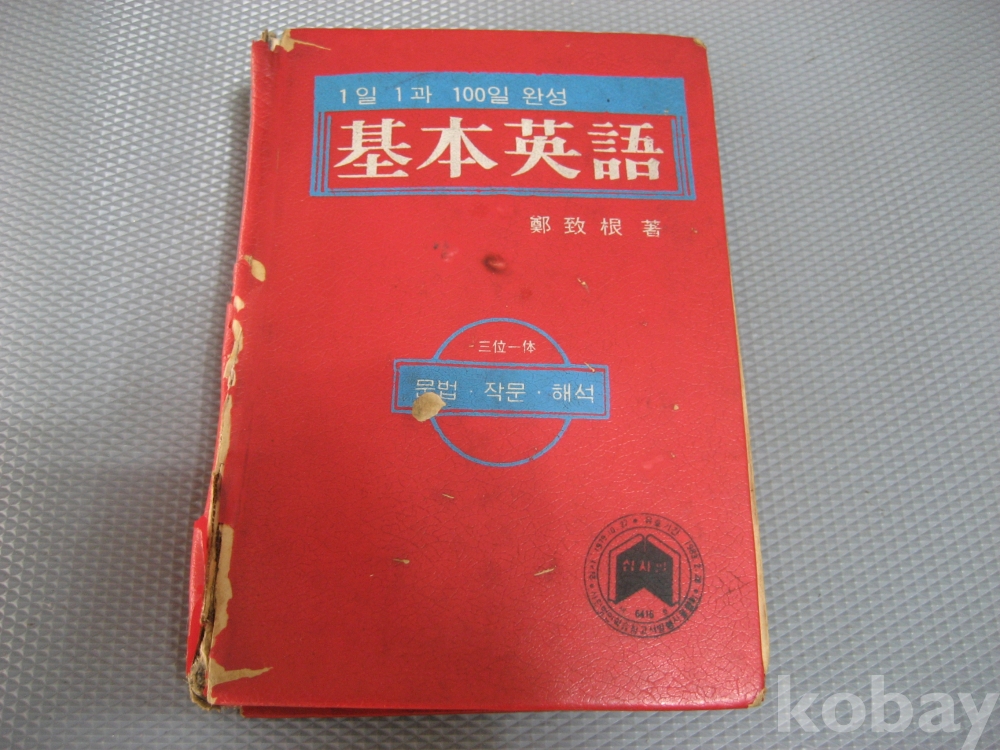 1일 1과 100일 완성
基本英語
鄭致根 著
三位一体
문법 · 작문 · 해석
6416
kobay